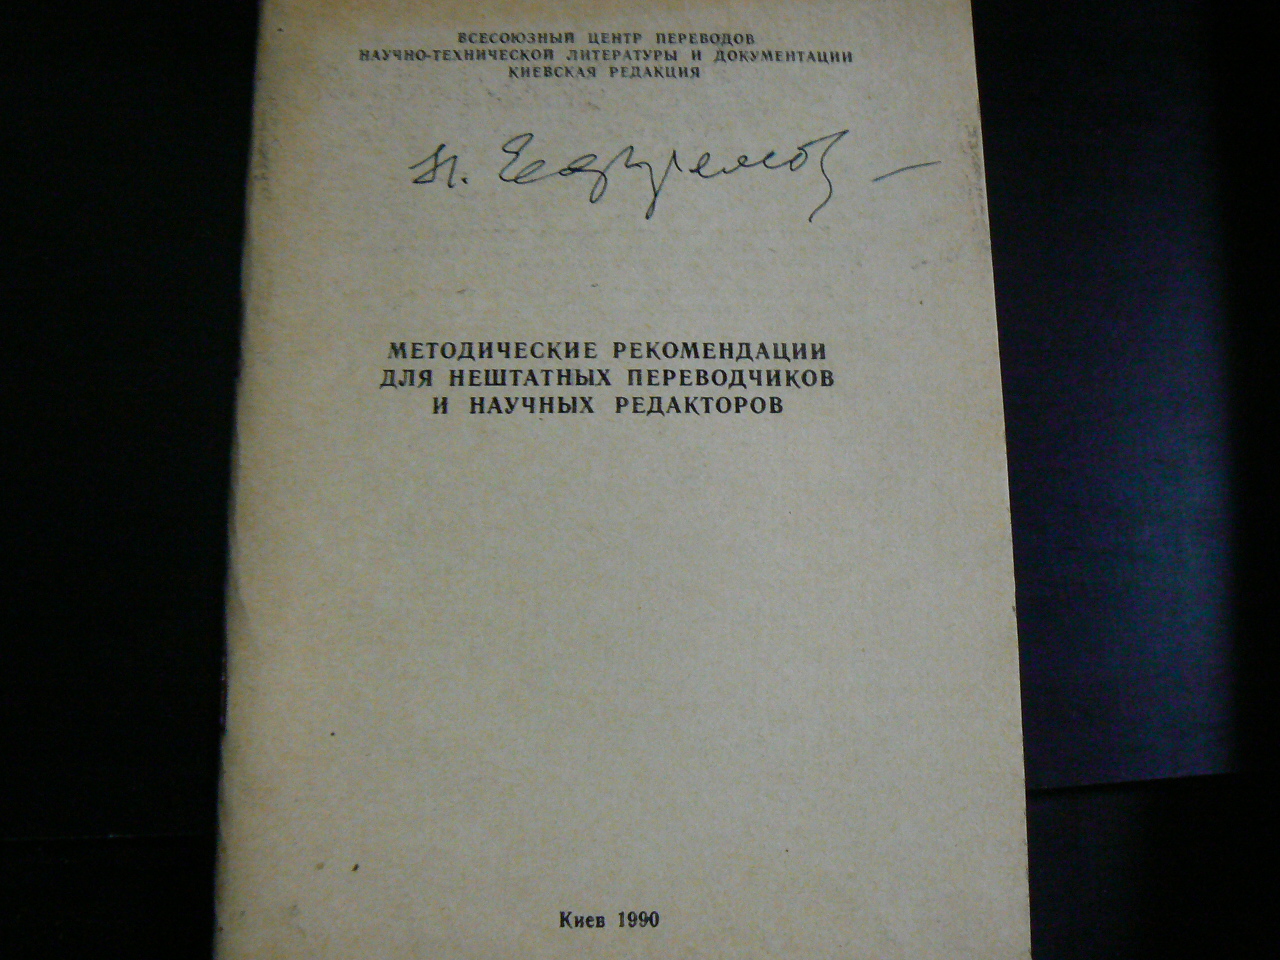 ВСЕСОЮЗНЫЙ ЦЕНТР ПЕРЕВОДОВ
НАУЧНО-ТЕХНИЧЕСКОЙ ЛИТЕРАТУРЫ И ДОКУМЕНТАЦИИ
КИЕВСКАЯ РЕДАКЦИЯ
МЕТОДИЧЕСКИЕ РЕКОМЕНДАЦИИ
ДЛЯ НЕШТАТНЫХ ПЕРЕВОДЧИКОВ
И НАУЧНЫХ РЕДАКТОРОВ
Киев 1990